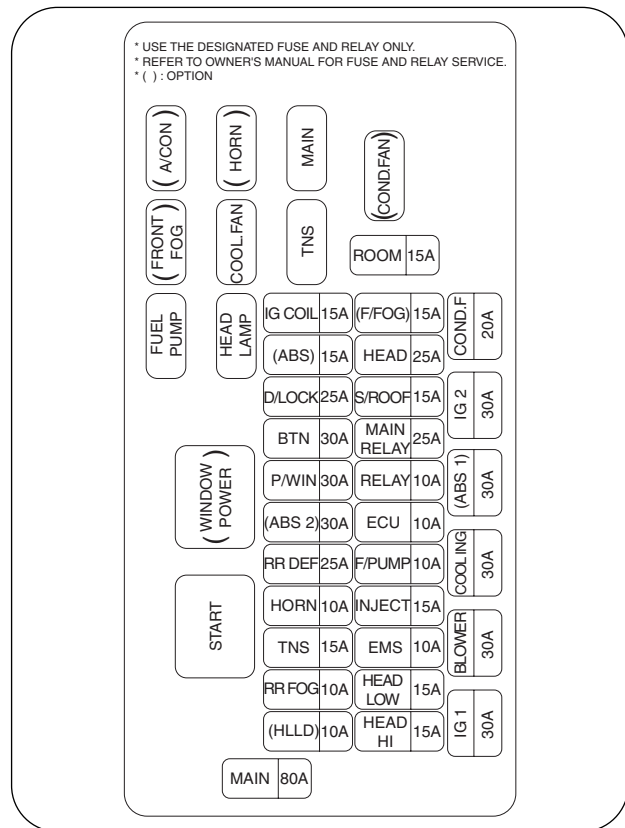 * USE THE DESIGNATED FUSE AND RELAY ONLY.
* REFER TO OWNER'S MANUAL FOR FUSE AND RELAY SERVICE.
* ( ) : OPTION
(A/CON)
(HORN)
MAIN
(COND.FAN)
(FRONT
FOG)
COOL.FAN
TNS
ROOM 15A
FUEL
PUMP
HEAD
LAMP
IG COIL 15A
(F/FOG) 15A
COND.F 20A
(ABS) 15A
HEAD 25A
D/LOCK 25A
S/ROOF 15A
IG 2 30A
BTN 30A
MAIN
RELAY 25A
P/WIN 30A
RELAY 10A
(ABS 1) 30A
(WINDOW
POWER)
(ABS 2) 30A
ECU 10A
RR DEF 25A
F/PUMP 10A
COOLING 30A
START
HORN 10A
INJECT 15A
TNS 15A
EMS 10A
BLOWER 30A
RR FOG 10A
HEAD
LOW 15A
(HLLD) 10A
HEAD
HI 15A
IG 1 30A
MAIN 80A